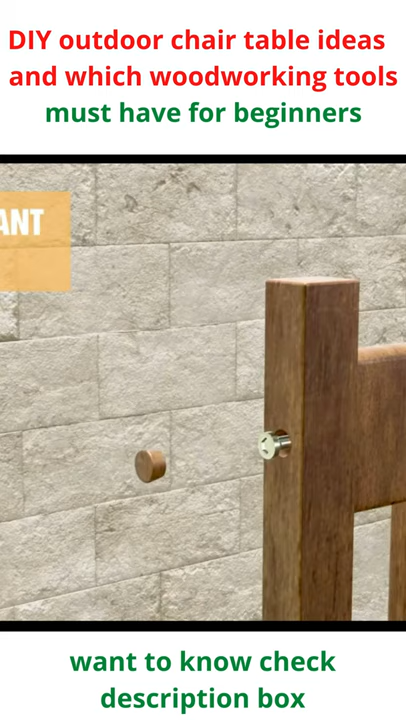 DIY outdoor chair table ideas
and which woodworking tools
must have for beginners
want to know check
description box